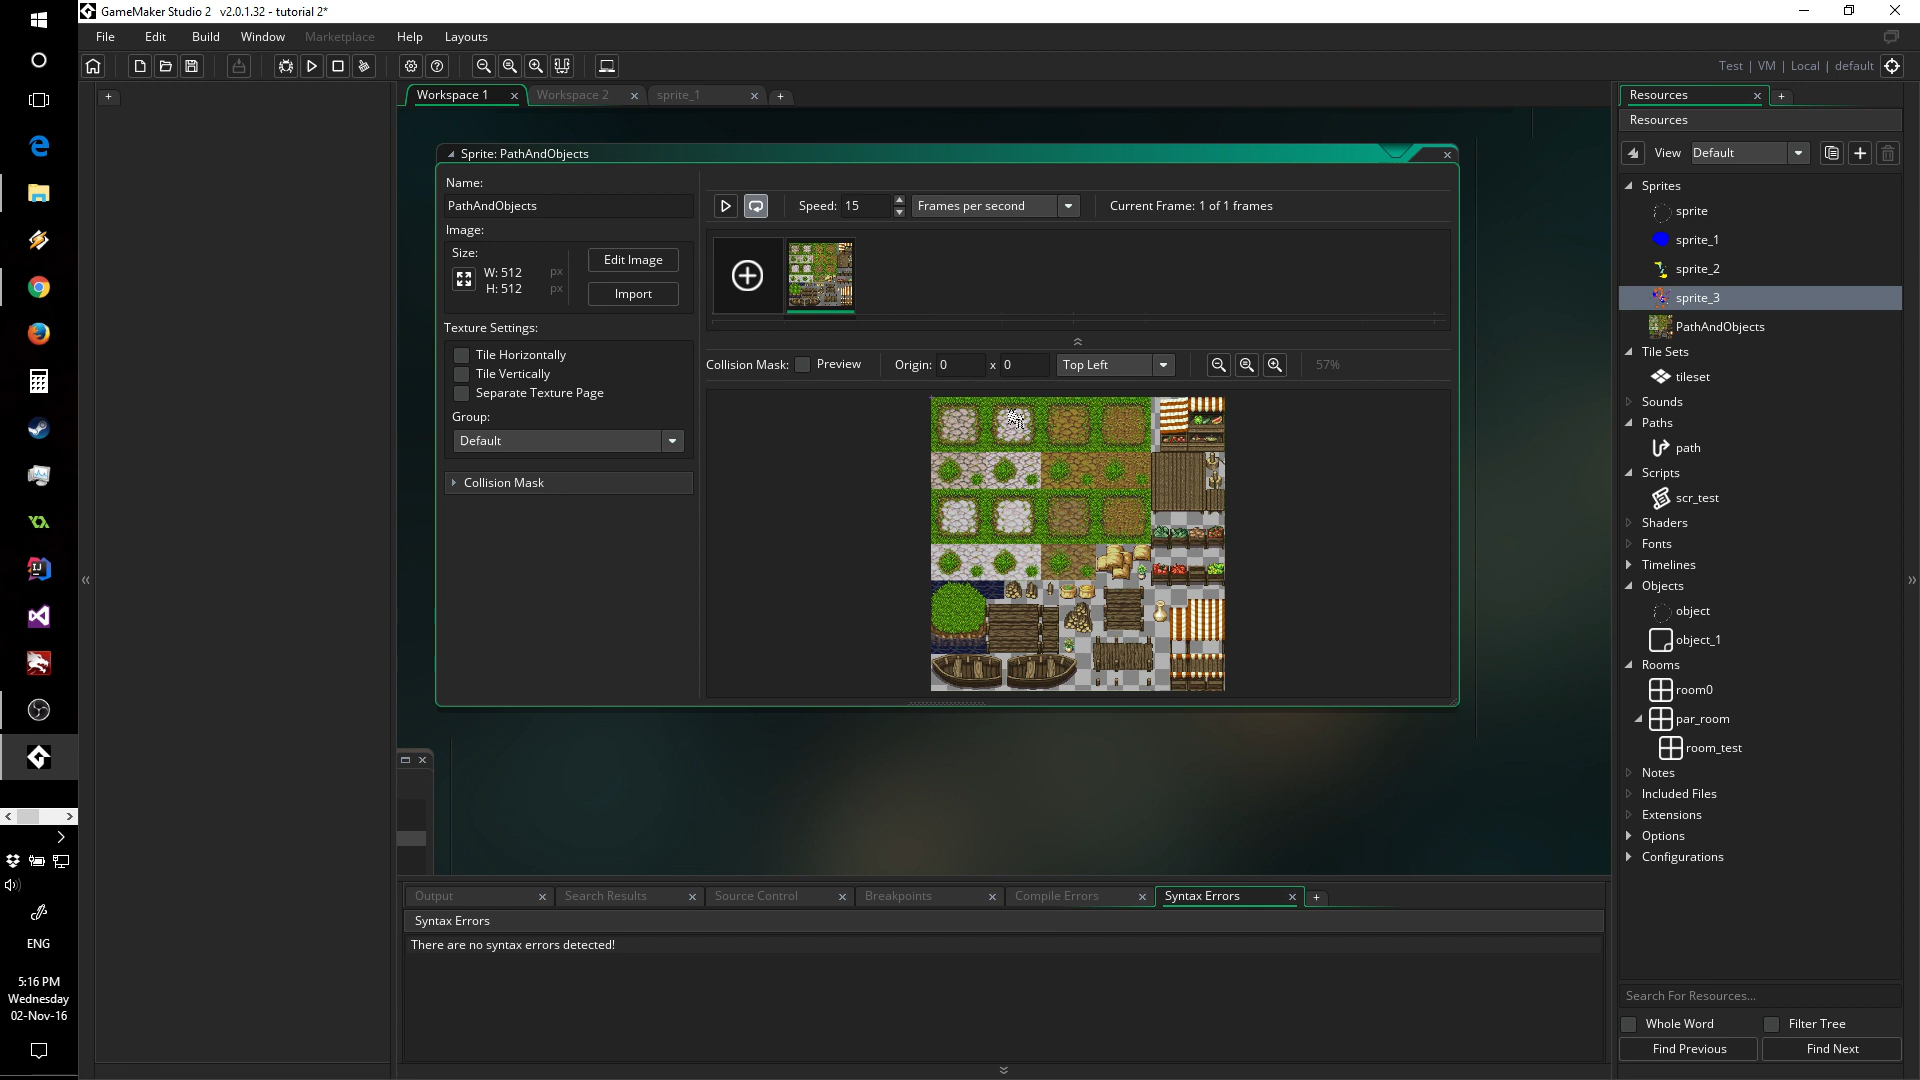 GameMaker Studio 2   v2.0.1.32 - tutorial 2*
File Edit Build Window Marketplace Help Layouts
Test | VM | Local | default
Workspace 1 Workspace 2 sprite_1
Sprite: PathAndObjects
Name:
PathAndObjects
Image:
Size:
W: 512 px
H: 512 px
Edit Image
Import
Texture Settings:
Tile Horizontally
Tile Vertically
Separate Texture Page
Group:
Default
Collision Mask
Speed: 15 Frames per second Current Frame: 1 of 1 frames
Collision Mask: Preview Origin: 0 x 0 Top Left 57%
Resources
Resources
View Default
Sprites
sprite
sprite_1
sprite_2
sprite_3
PathAndObjects
Tile Sets
tileset
Sounds
Paths
path
Scripts
scr_test
Shaders
Fonts
Timelines
Objects
object
object_1
Rooms
room0
par_room
room_test
Notes
Included Files
Extensions
Options
Configurations
Search For Resources...
Whole Word Filter Tree
Find Previous Find Next
Output Search Results Source Control Breakpoints Compile Errors Syntax Errors
Syntax Errors
There are no syntax errors detected!
ENG
5:16 PM
Wednesday
02-Nov-16